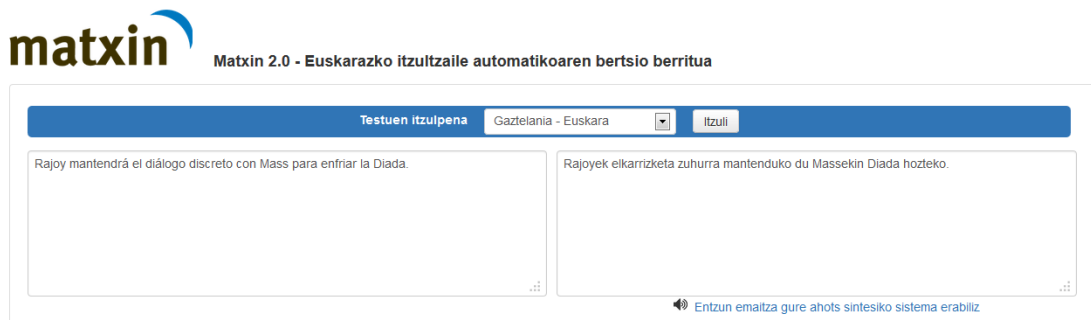 matxin
Matxin 2.0 - Euskarazko itzultzaile automatikoaren bertsio berritua
Testuen itzulpena Gaztelania - Euskara Itzuli
Rajoy mantendrá el diálogo discreto con Mass para enfriar la Diada.
Rajoyek elkarrizketa zuhurra mantenduko du Massekin Diada hozteko.
Entzun emaitza gure ahots sintesiko sistema erabiliz